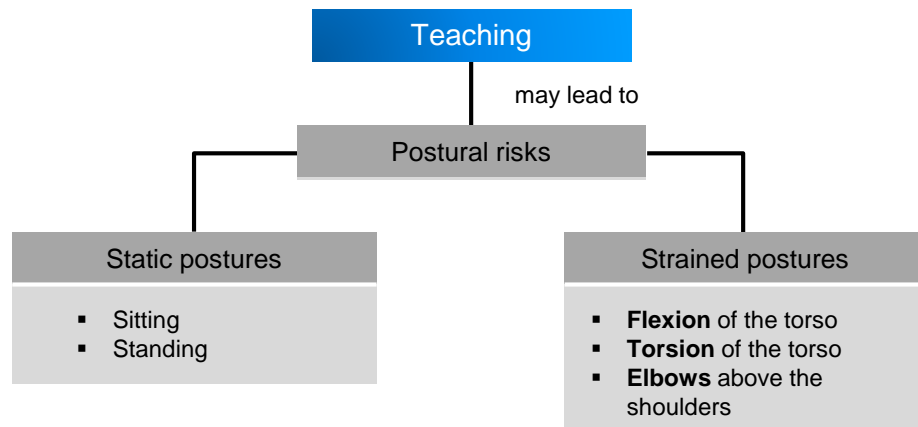 Teaching
may lead to
Postural risks
Static postures
▪ Sitting
▪ Standing
Strained postures
▪ Flexion of the torso
▪ Torsion of the torso
▪ Elbows above the
shoulders